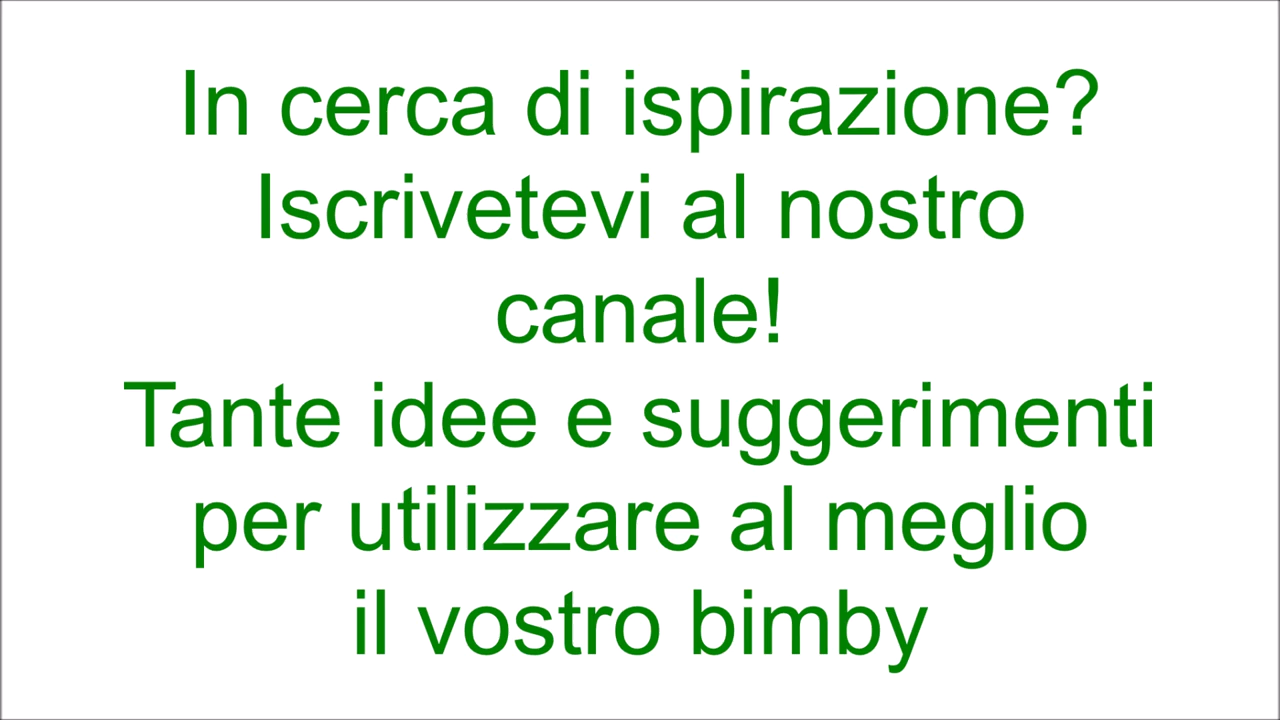 In cerca di ispirazione?
Iscrivetevi al nostro
canale!
Tante idee e suggerimenti
per utilizzare al meglio
il vostro bimby